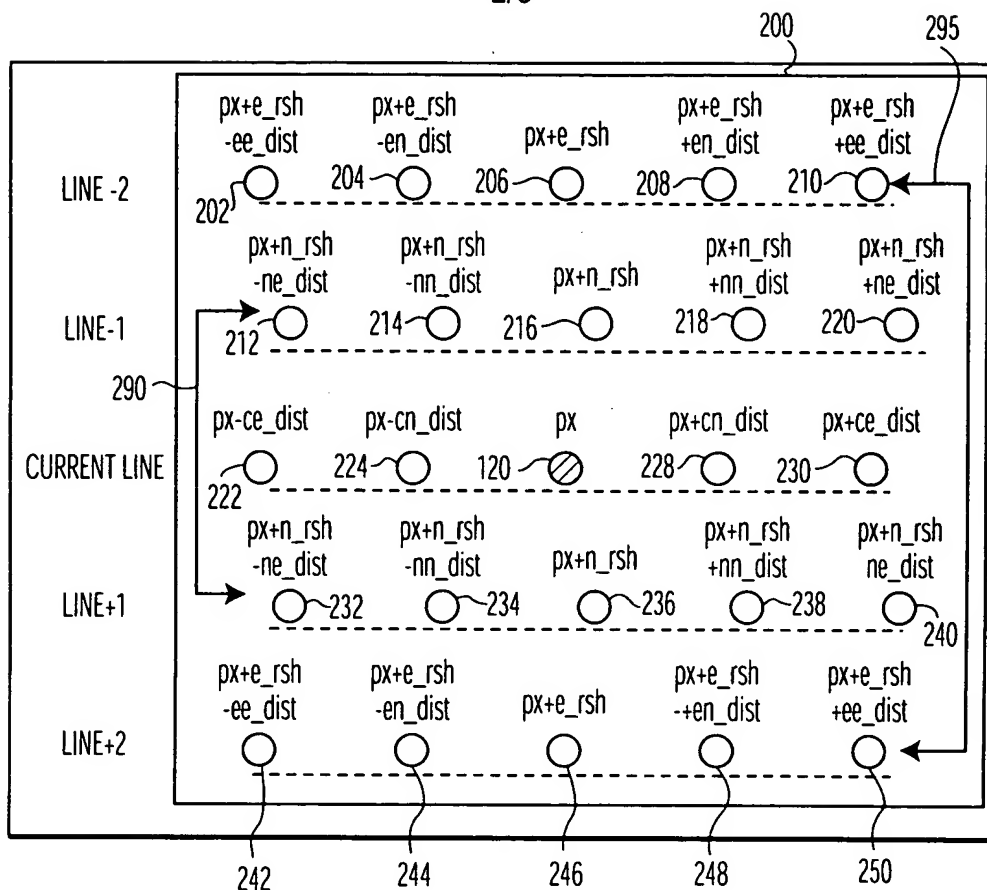 200
295
px+e_rsh -ee_dist
px+e_rsh -en_dist
px+e_rsh
px+e_rsh +en_dist
px+e_rsh +ee_dist
LINE -2
202
204
206
208
210
px+n_rsh -ne_dist
px+n_rsh -nn_dist
px+n_rsh
px+n_rsh +nn_dist
px+n_rsh +ne_dist
LINE-1
212
214
216
218
220
290
px-ce_dist
px-cn_dist
px
px+cn_dist
px+ce_dist
CURRENT LINE
222
224
120
228
230
px+n_rsh -ne_dist
px+n_rsh -nn_dist
px+n_rsh
px+n_rsh +nn_dist
px+n_rsh ne_dist
LINE+1
232
234
236
238
240
px+e_rsh -ee_dist
px+e_rsh -en_dist
px+e_rsh
px+e_rsh -+en_dist
px+e_rsh +ee_dist
LINE+2
242
244
246
248
250